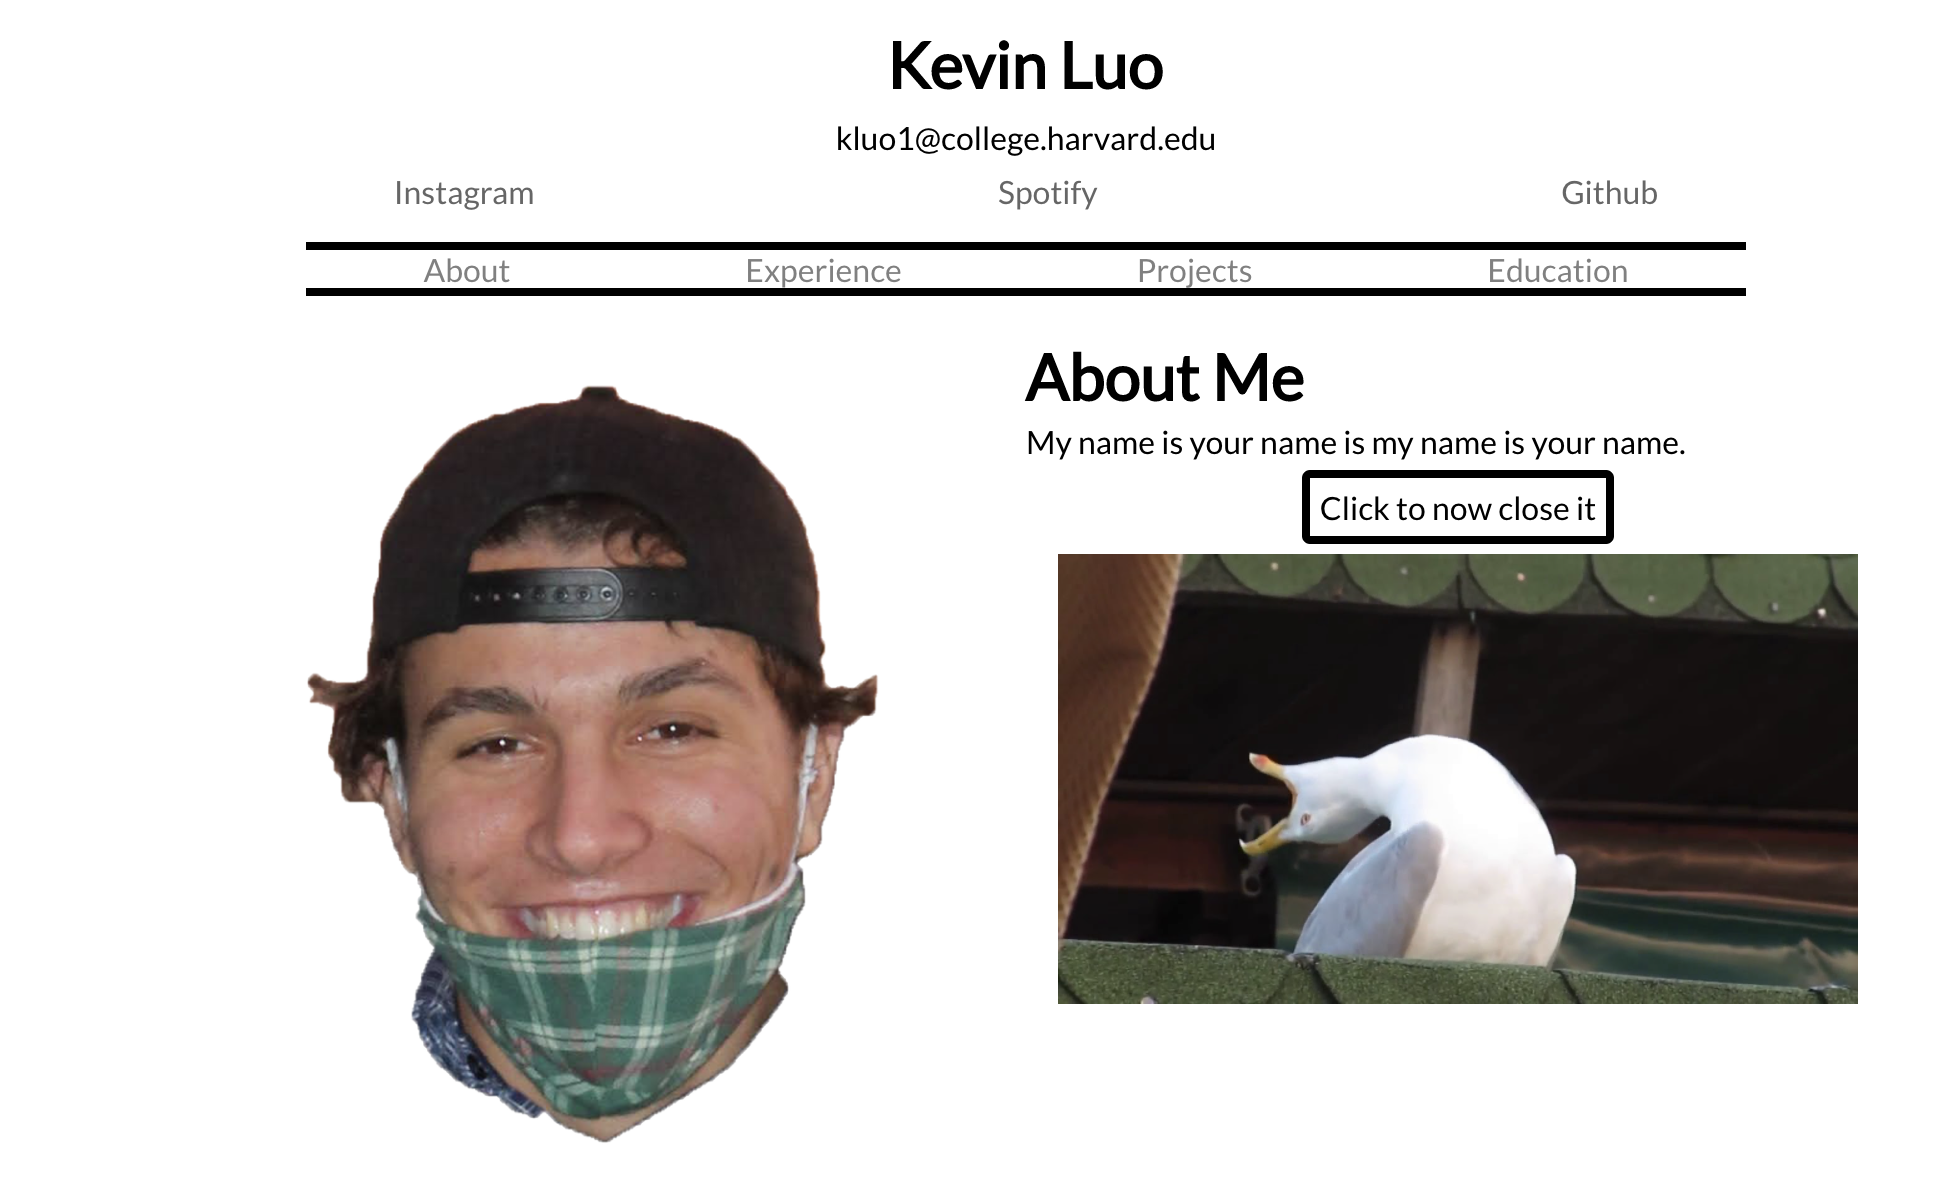 Kevin Luo
kluo1@college.harvard.edu
Instagram Spotify Github
About Experience Projects Education
About Me
My name is your name is my name is your name.
Click to now close it